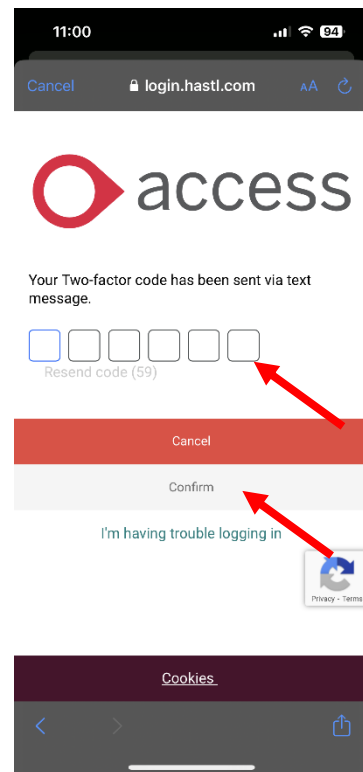 11:00
94
Cancel
login.hastl.com
AA
access
Your Two-factor code has been sent via text
message.
Resend code (59)
Cancel
Confirm
I'm having trouble logging in
Privacy - Terms
Cookies